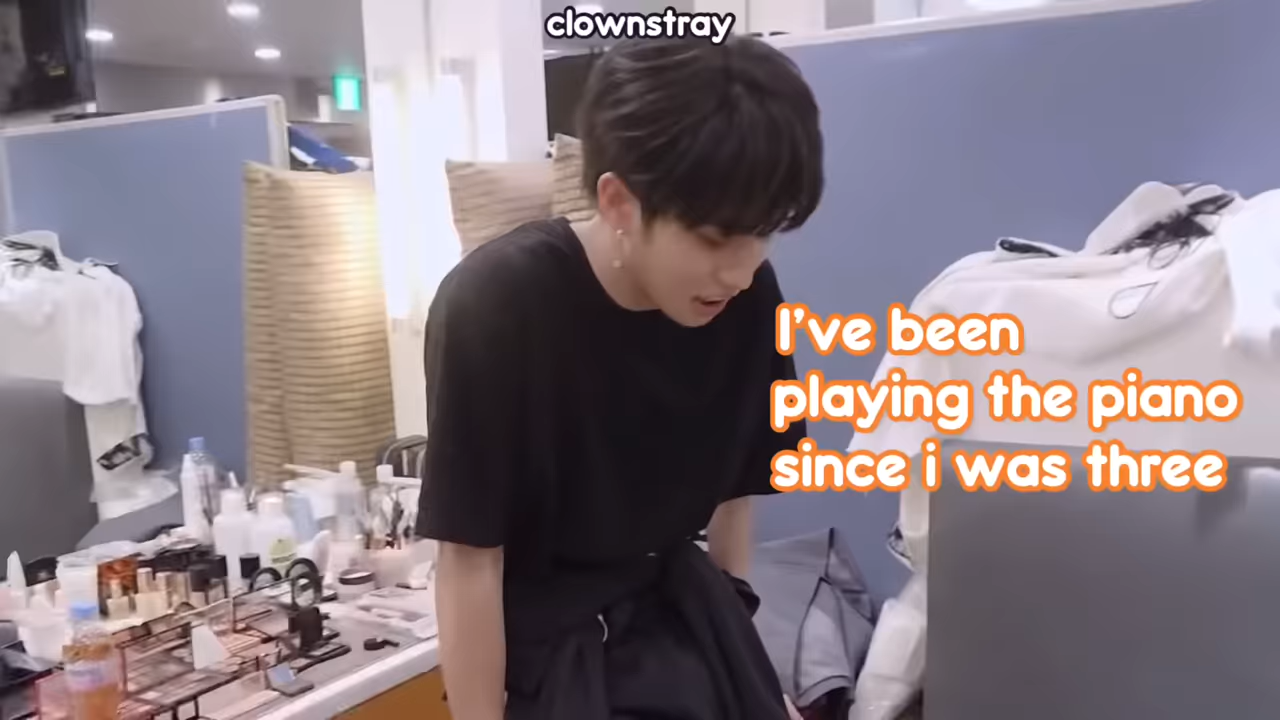 clownstray
I've been
playing the piano
since i was three